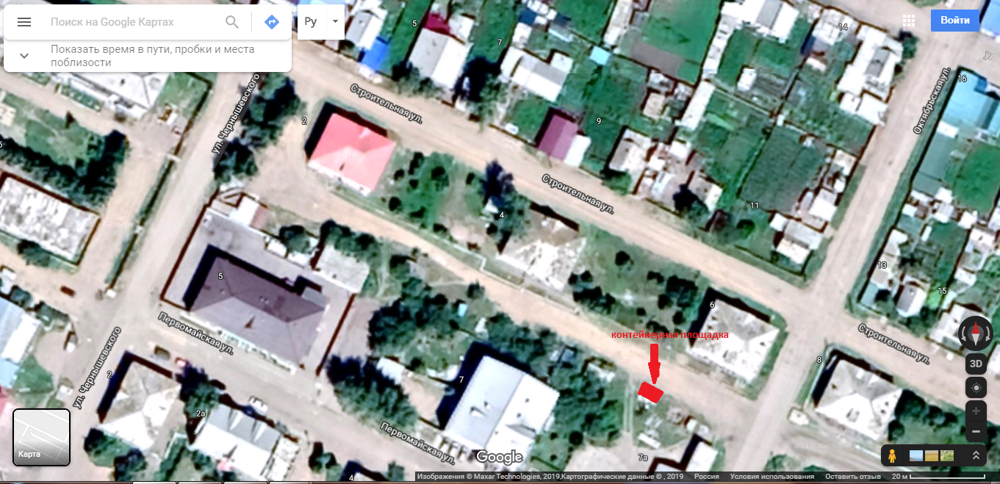 Поиск на Google Картах
Ру
Войти
Показать время в пути, пробки и места
поблизости
5
7
14
16
ул. Чернышевского
Строительная ул.
Октябрьская ул.
2
9
4
Строительная ул.
11
5
13
15
6
контейнерная площадка
Первомайская ул.
Строительная ул.
ул. Чернышевского
8
3D
2
7
2а
Первомайская ул.
Карта
Google
7а
4
Изображения © Maxar Technologies, 2019,Картографические данные © , 2019 Россия Условия использования Оставить отзыв 20 м